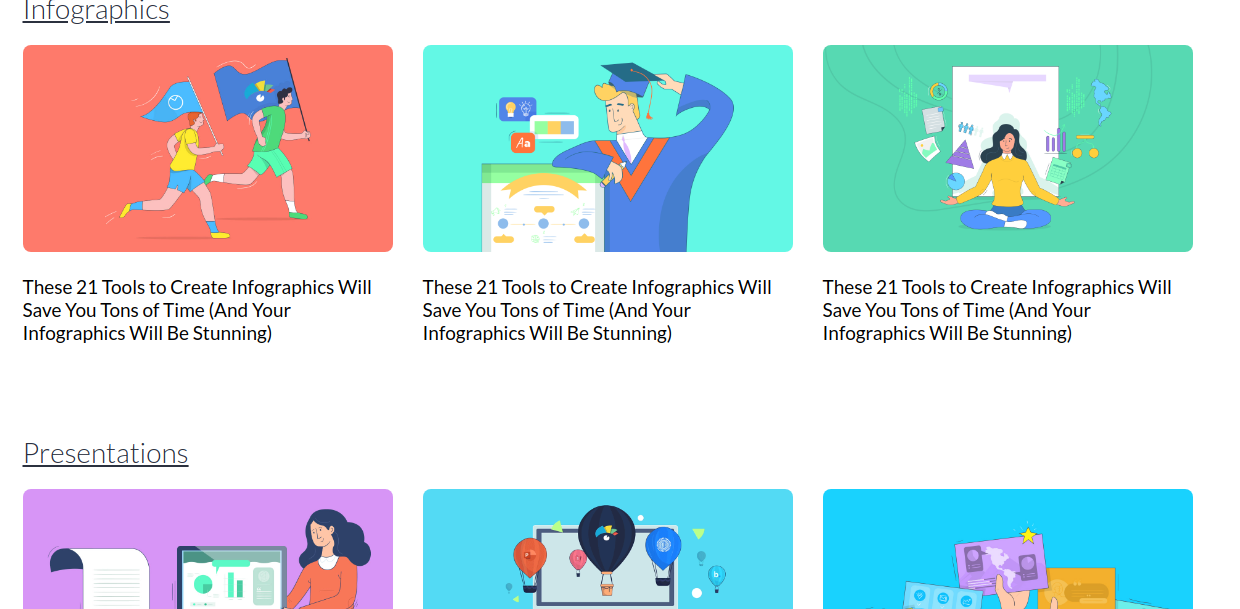 Infographics
Aa
These 21 Tools to Create Infographics Will
Save You Tons of Time (And Your
Infographics Will Be Stunning)
These 21 Tools to Create Infographics Will
Save You Tons of Time (And Your
Infographics Will Be Stunning)
These 21 Tools to Create Infographics Will
Save You Tons of Time (And Your
Infographics Will Be Stunning)
Presentations